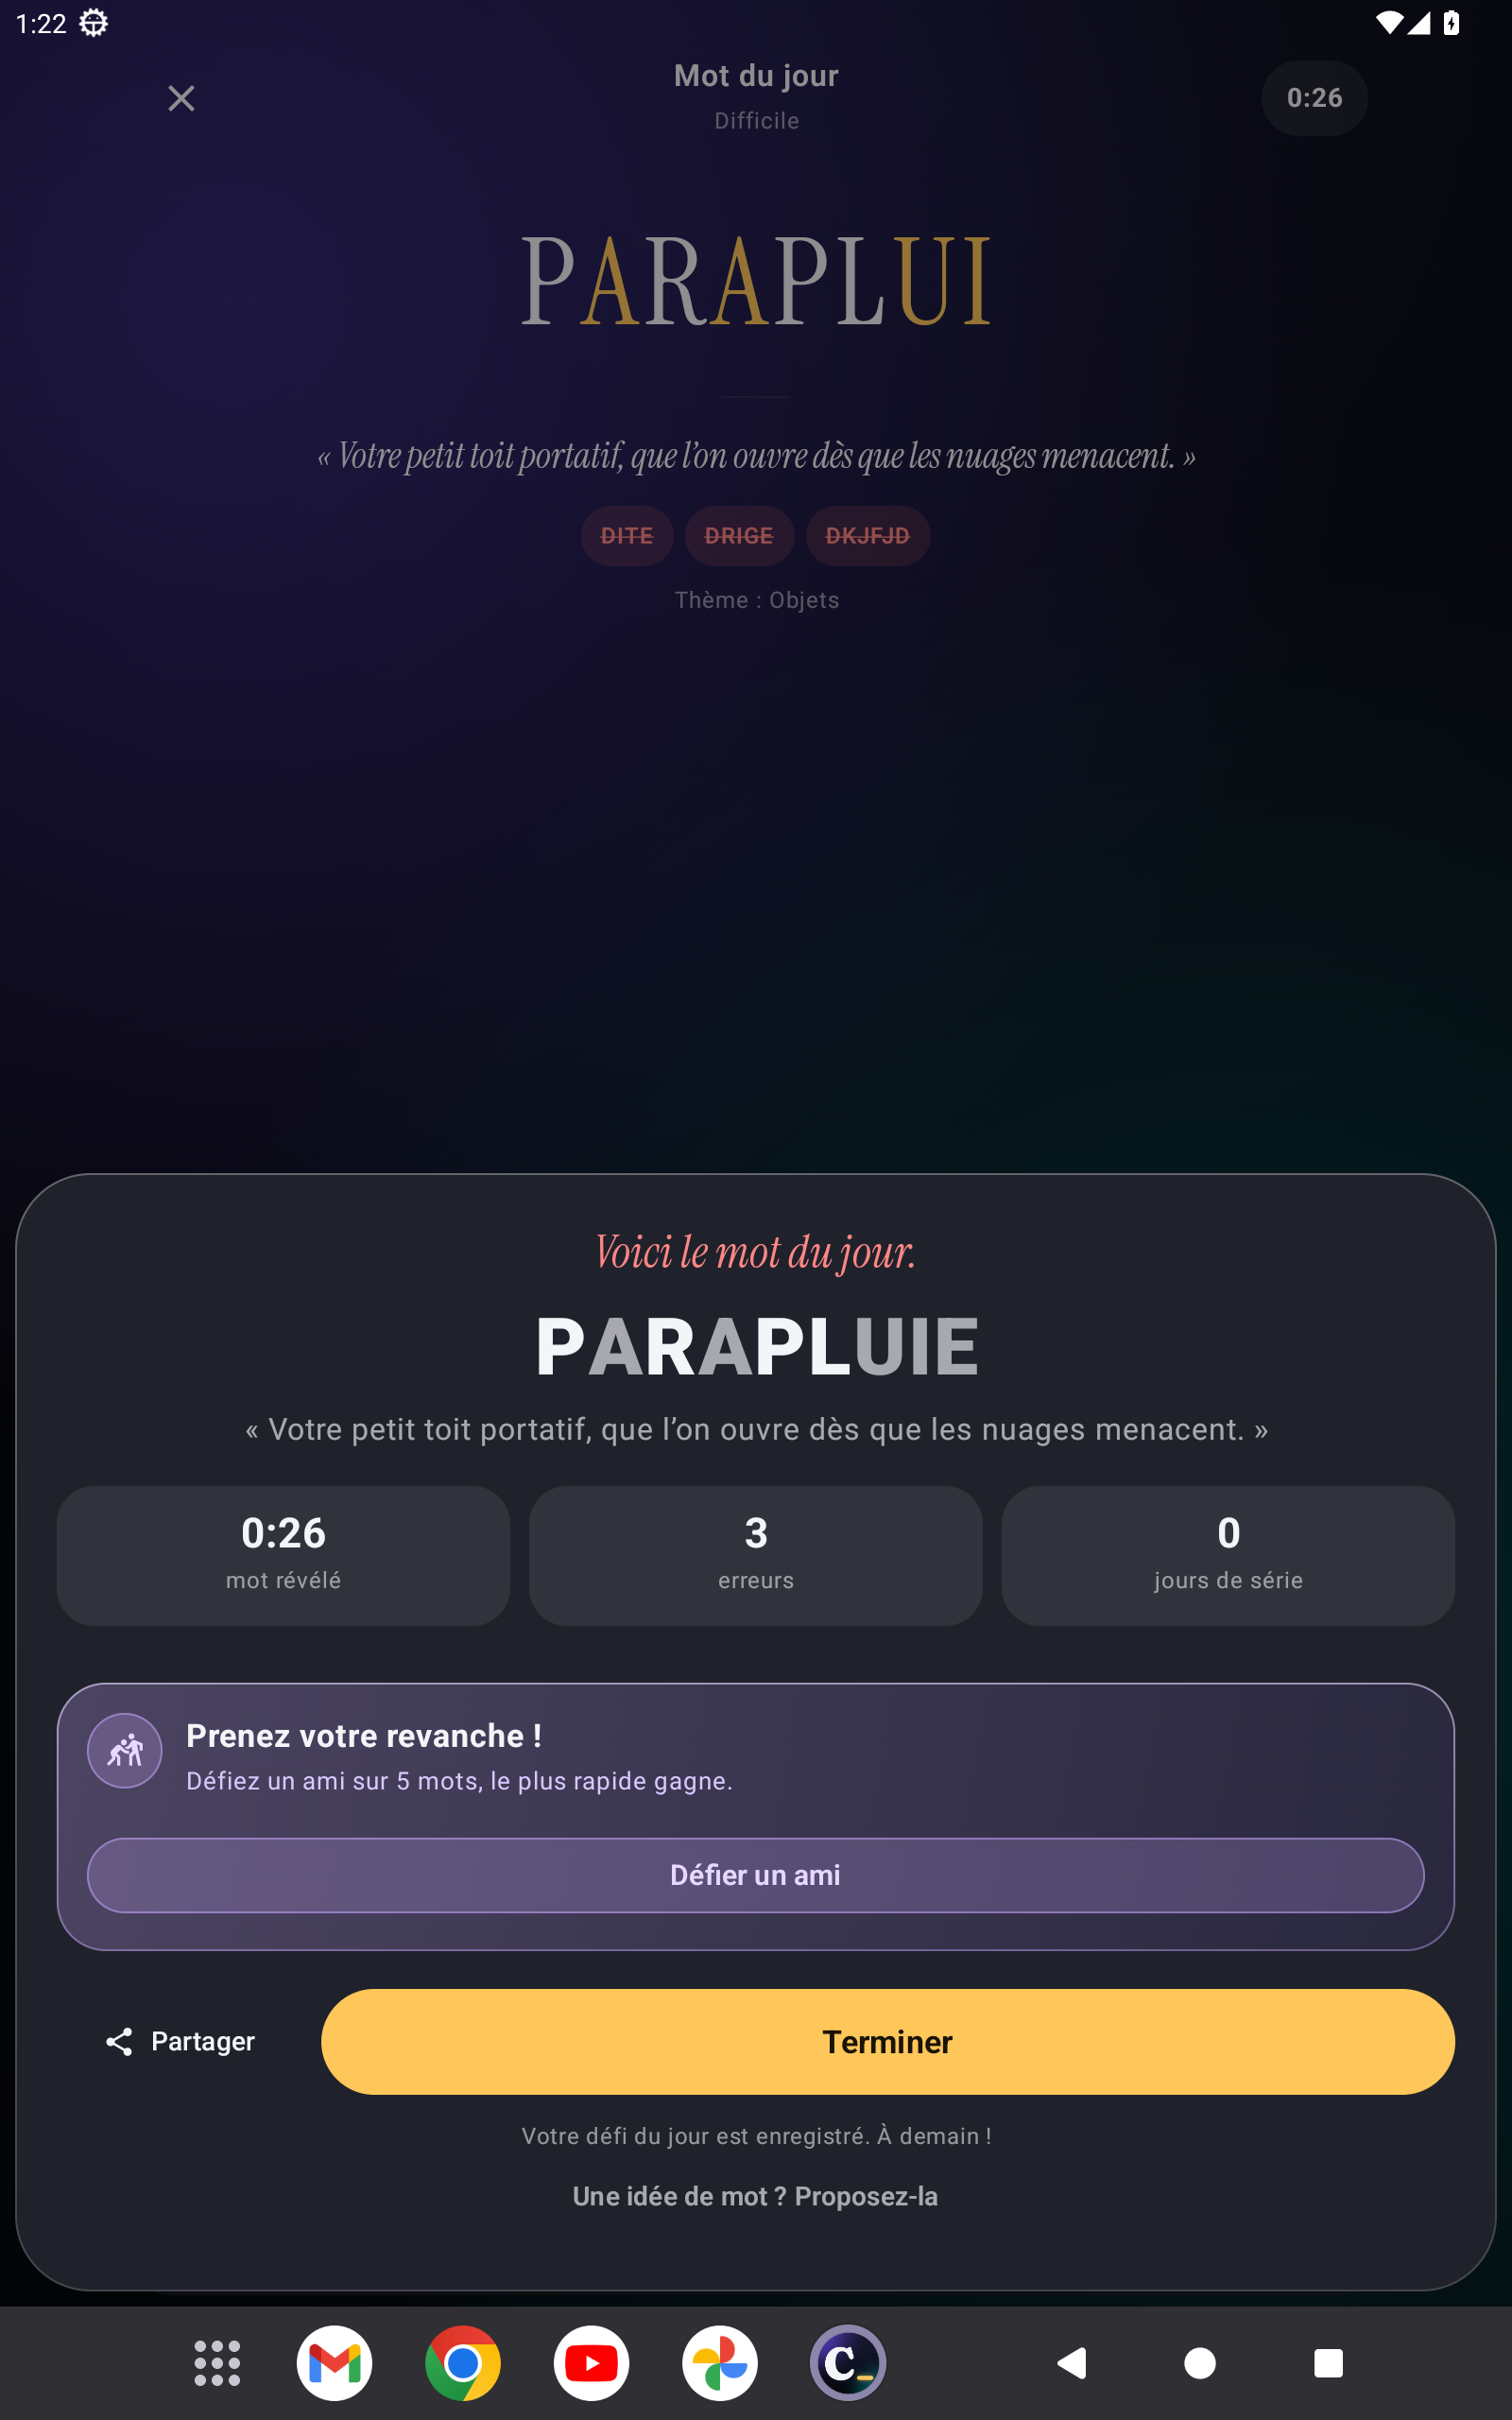 1:22
Mot du jour
0:26
Difficile
PARAPLUI
« Votre petit toit portatif, que l’on ouvre dès que les nuages menacent. »
DITE DRIGE DKJFJD
Thème : Objets
Voici le mot du jour.
PARAPLUIE
« Votre petit toit portatif, que l’on ouvre dès que les nuages menacent. »
0:26 3 0
mot révélé erreurs jours de série
Prenez votre revanche !
Défiez un ami sur 5 mots, le plus rapide gagne.
Défier un ami
Partager Terminer
Votre défi du jour est enregistré. À demain !
Une idée de mot ? Proposez-la
C_